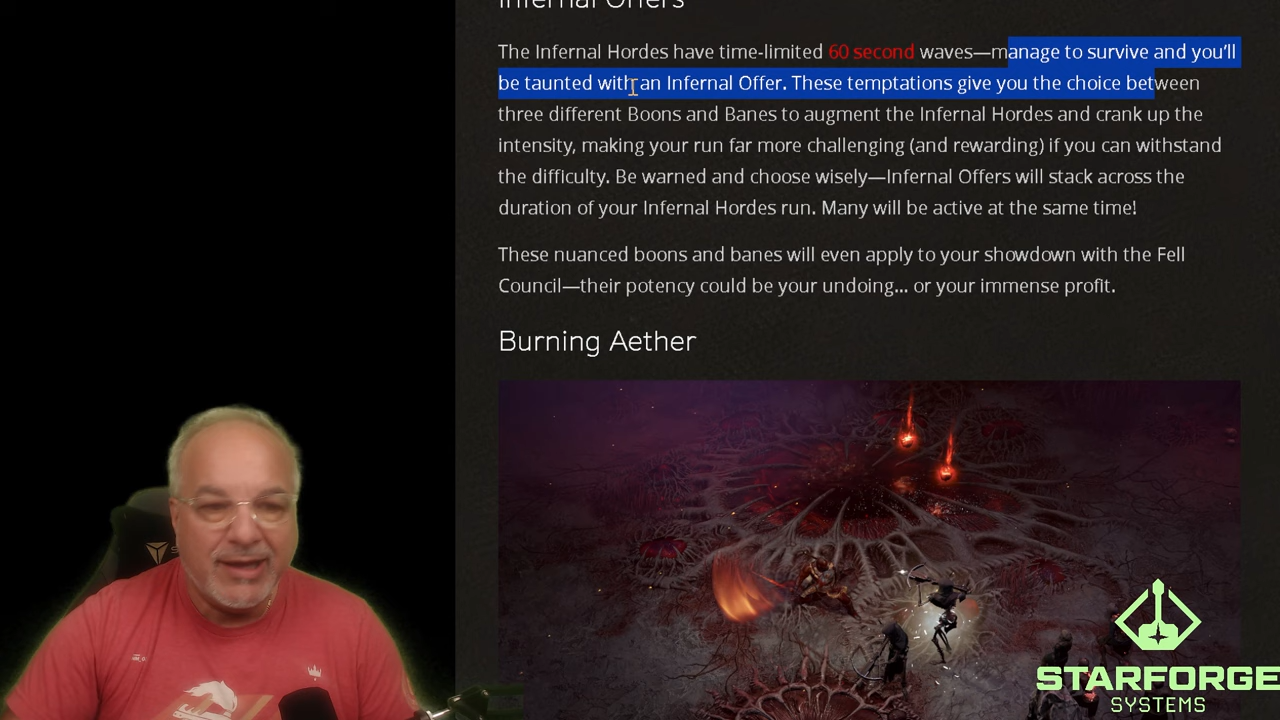 Infernal Offers
The Infernal Hordes have time-limited 60 second waves—manage to survive and you'll
be taunted with an Infernal Offer. These temptations give you the choice between
three different Boons and Banes to augment the Infernal Hordes and crank up the
intensity, making your run far more challenging (and rewarding) if you can withstand
the difficulty. Be warned and choose wisely—Infernal Offers will stack across the
duration of your Infernal Hordes run. Many will be active at the same time!
These nuanced boons and banes will even apply to your showdown with the Fell
Council—their potency could be your undoing... or your immense profit.
Burning Aether
STARFORGE
SYSTEMS